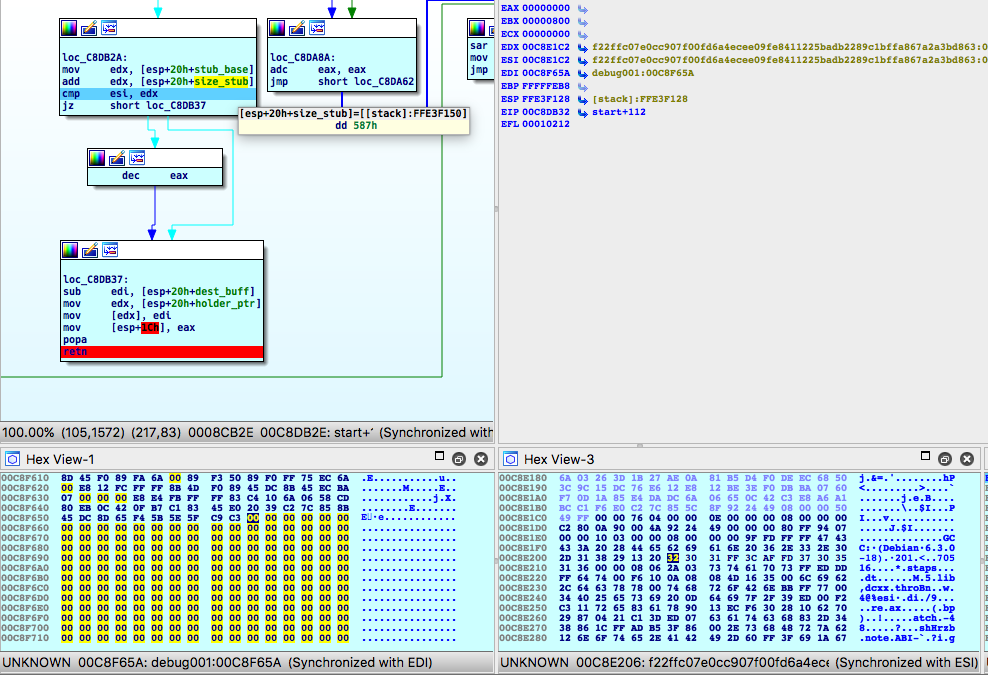 loc_C8DB2A:
mov edx, [esp+20h+stub_base]
add edx, [esp+20h+size_stub]
cmp esi, edx
jz short loc_C8DB37
loc_C8DA8A:
adc eax, eax
jmp short loc_C8DA62
sar
mov
jmp
[esp+20h+size_stub]=[[stack]:FFE3F150]
dd 587h
dec eax
loc_C8DB37:
sub edi, [esp+20h+dest_buff]
mov edx, [esp+20h+holder_ptr]
mov [edx], edi
mov [esp+1Ch], eax
popa
retn
100.00% (105,1572) (217,83) 0008CB2E 00C8DB2E: start+ (Synchronized with
EAX 00000000
EBX 00000800
ECX 00000000
EDX 00C8E1C2 f22ffc07e0cc907f00fd6a4ecee09fe8411225badb2289c1bffa867a2a3bd863:0
ESI 00C8E1C2 f22ffc07e0cc907f00fd6a4ecee09fe8411225badb2289c1bffa867a2a3bd863:0
EDI 00C8F65A debug001:00C8F65A
EBP FFFFFEB8
ESP FFE3F128 [stack]:FFE3F128
EIP 00C8DB32 start+112
EFL 00010212
Hex View-1
00C8F610 8D 45 F0 89 FA 6A 00 89 F3 50 89 F0 FF 75 EC 6A .E.........u..
00C8F620 00 E8 12 FC FF FF 8B 4D F0 89 45 DC 8B 45 EC BA .......M..E..E..
00C8F630 07 00 00 00 E8 E4 FB FF FF 83 C4 10 6A 06 58 CD ............j.X.
00C8F640 80 EB 0C 42 0F B7 C1 83 45 E0 20 39 C2 7C 85 8B
00C8F650 45 DC 8D 65 F4 5B 5E 5F C9 C3 00 00 00 00 00 00
00C8F660 00 00 00 00 00 00 00 00 00 00 00 00 00 00 00 00 ................
00C8F670 00 00 00 00 00 00 00 00 00 00 00 00 00 00 00 00 ................
00C8F680 00 00 00 00 00 00 00 00 00 00 00 00 00 00 00 00 ................
00C8F690 00 00 00 00 00 00 00 00 00 00 00 00 00 00 00 00 ................
00C8F6A0 00 00 00 00 00 00 00 00 00 00 00 00 00 00 00 00 ................
00C8F6B0 00 00 00 00 00 00 00 00 00 00 00 00 00 00 00 00 ................
00C8F6C0 00 00 00 00 00 00 00 00 00 00 00 00 00 00 00 00 ................
00C8F6D0 00 00 00 00 00 00 00 00 00 00 00 00 00 00 00 00 ................
00C8F6E0 00 00 00 00 00 00 00 00 00 00 00 00 00 00 00 00 ................
00C8F6F0 00 00 00 00 00 00 00 00 00 00 00 00 00 00 00 00 ................
00C8F700 00 00 00 00 00 00 00 00 00 00 00 00 00 00 00 00 ................
00C8F710 00 00 00 00 00 00 00 00 00 00 00 00 00 00 00 00 ................
UNKNOWN 00C8F65A: debug001:00C8F65A (Synchronized with EDI)
Hex View-3
00C8E180 6A 03 26 3D 1B 27 AE 0A 81 B5 D4 F0 DE EC 68 50 j.&=.'........hP
00C8E190 3C 9C 15 DC 76 E6 12 E8 12 BE 3E F0 DB BA 07 60
00C8E1A0 F7 0D 1A 85 E4 DA DC 6A 06 65 0C 42 C3 E8 A6 A1
00C8E1B0 BC C1 F6 E0 C2 7C 85 5C 8F 92 24 49 08 00 00 50
00C8E1C0 49 FF 00 00 76 04 00 00 0E 00 00 00 08 00 00 00 I...v...........
00C8E1D0 C2 80 0A 90 00 4A 92 24 49 00 00 00 80 FF 94 07 .....J.$I.......
00C8E1E0 00 00 10 03 00 00 08 00 00 00 9F FD FF FF 47 43 ..............GC
00C8E1F0 43 3A 20 28 44 65 62 69 61 6E 20 36 2E 33 2E 30 C:·(Debian·6.3.0
00C8E200 2D 31 38 29 13 20 32 30 31 FF 3C AF FD 37 30 35 -18).·201.<..705
00C8E210 31 36 00 00 08 06 2A 03 73 74 61 70 73 FF ED DD 16....*.staps...
00C8E220 FF 64 74 00 F6 10 0A 08 08 4D 16 35 00 6C 69 62 .dt......M.5.lib
00C8E230 2C 64 63 78 78 00 74 68 72 6F 42 6E BB FF 77 00 ,dcxx.throBn..w.
00C8E240 34 40 25 65 73 69 20 0D 64 69 7F 2F 39 ED 00 F2
00C8E250 C3 11 72 65 83 61 78 90 13 EC F6 30 28 10 62 70
00C8E260 29 87 04 21 C1 3D ED 07 63 61 74 63 68 83 2D 34
00C8E270 38 86 1C FF AD B5 3F 86 00 2E 73 68 48 72 7A 62 8.....?...shHrzb
00C8E280 12 6E 6F 74 65 2E 41 42 49 2D 60 FF 3F 69 1A 67 .note.ABI-`.?i.g
UNKNOWN 00C8E206: f22ffc07e0cc907f00fd6a4ece (Synchronized with ESI)